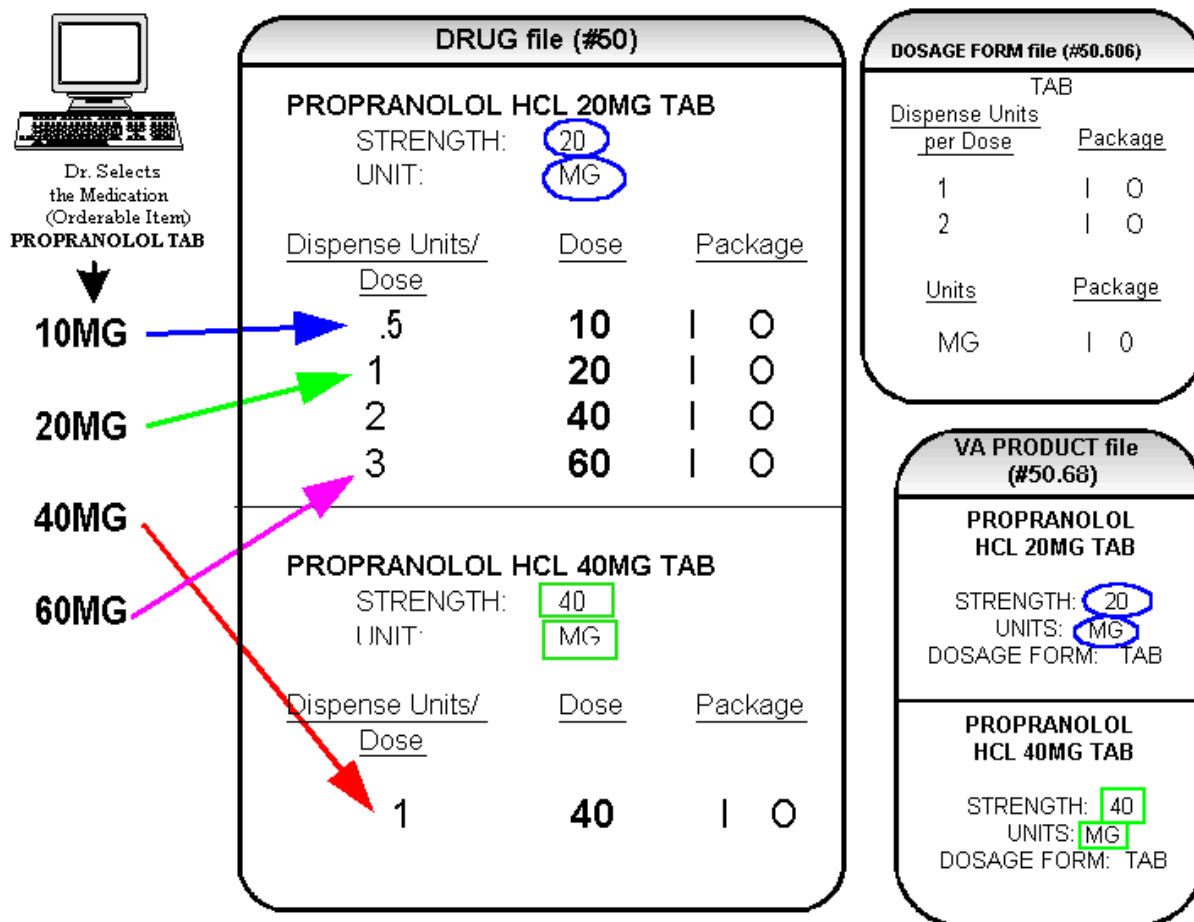 Dr. Selects
the Medication
(Orderable Item)
PROPRANOLOL TAB
10MG
20MG
40MG
60MG
DRUG file (#50)
PROPRANOLOL HCL 20MG TAB
STRENGTH: 20
UNIT: MG
Dispense Units/ Dose Package
Dose
.5 10 I O
1 20 I O
2 40 I O
3 60 I O
PROPRANOLOL HCL 40MG TAB
STRENGTH: 40
UNIT: MG
Dispense Units/ Dose Package
Dose
1 40 I O
DOSAGE FORM file (#50.606)
TAB
Dispense Units
per Dose Package
1 I O
2 I O
Units Package
MG I 0
VA PRODUCT file
(#50.68)
PROPRANOLOL
HCL 20MG TAB
STRENGTH: 20
UNITS: MG
DOSAGE FORM: TAB
PROPRANOLOL
HCL 40MG TAB
STRENGTH: 40
UNITS: MG
DOSAGE FORM: TAB